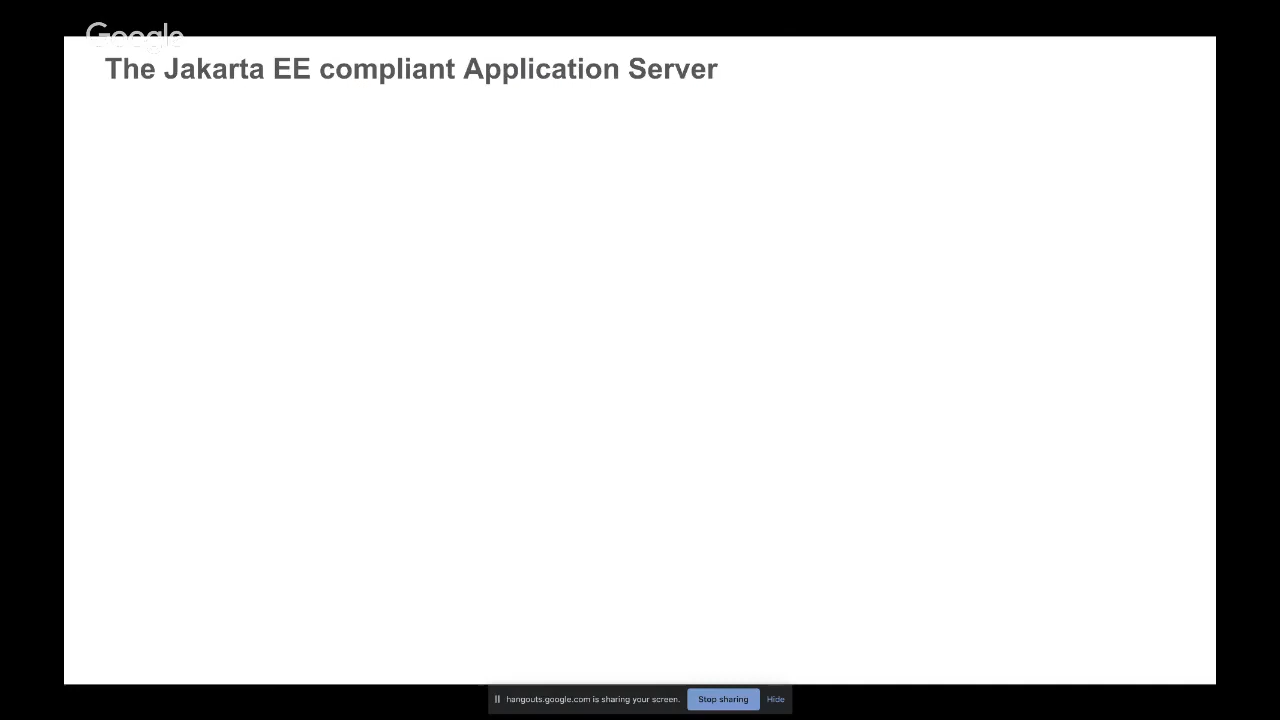 Google
The Jakarta EE compliant Application Server
hangouts.google.com is sharing your screen. Stop sharing Hide